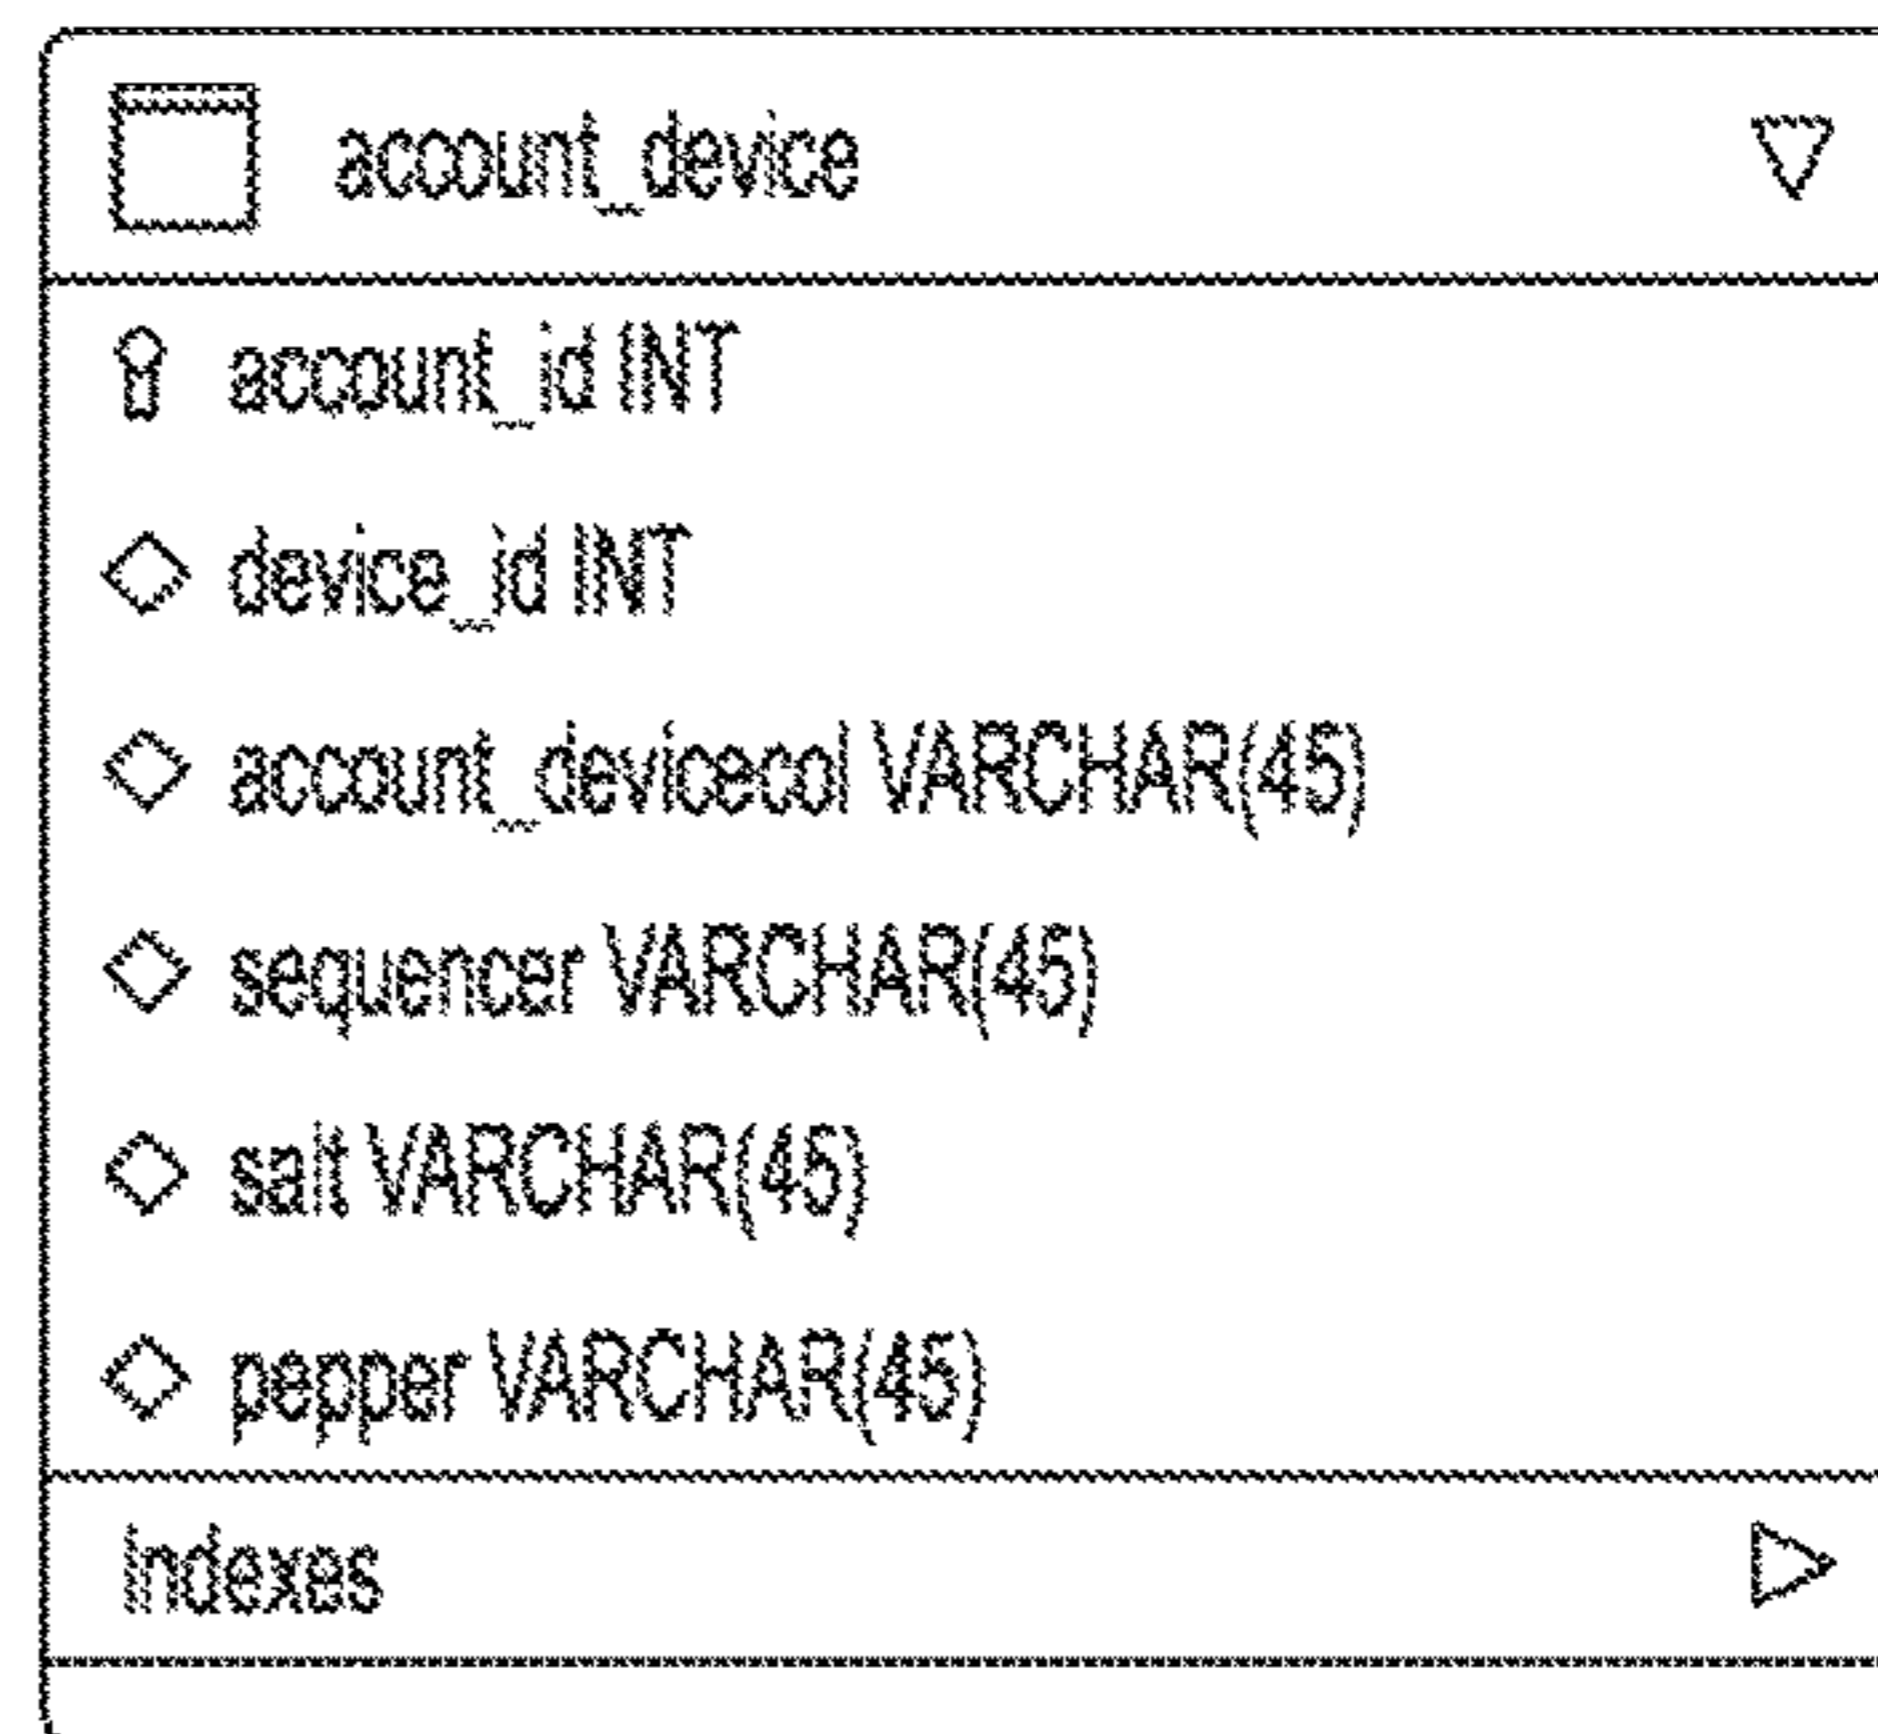 account_device
account_id INT
device_id INT
account_devicecol VARCHAR(45)
sequencer VARCHAR(45)
salt VARCHAR(45)
pepper VARCHAR(45)
Indexes